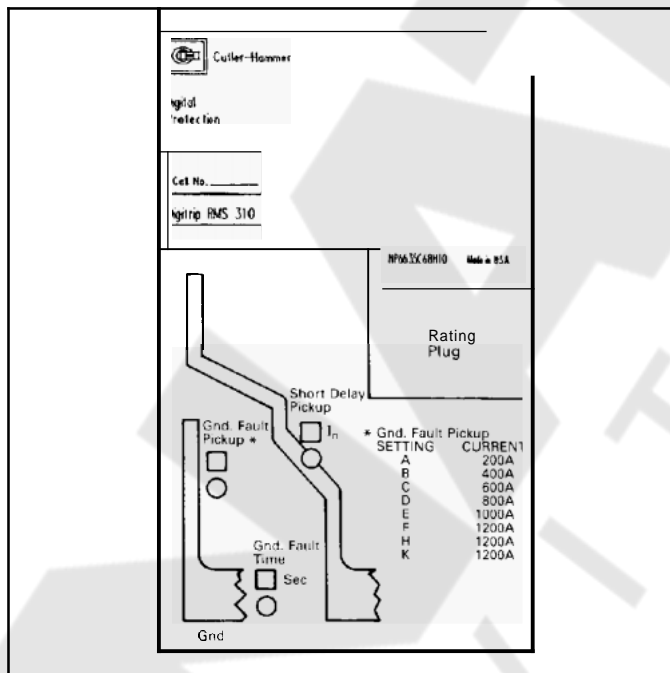 Cutler-Hammer
igital
rotection
Cat No.
igitrip RMS 310
NP6635C68H10 Made in USA
Rating
Plug
Short Delay
Pickup
In
Gnd. Fault
Pickup *
* Gnd. Fault Pickup
SETTING CURRENT
A 200A
B 400A
C 600A
D 800A
E 1000A
F 1200A
H 1200A
K 1200A
Gnd. Fault
Time
Sec
Gnd